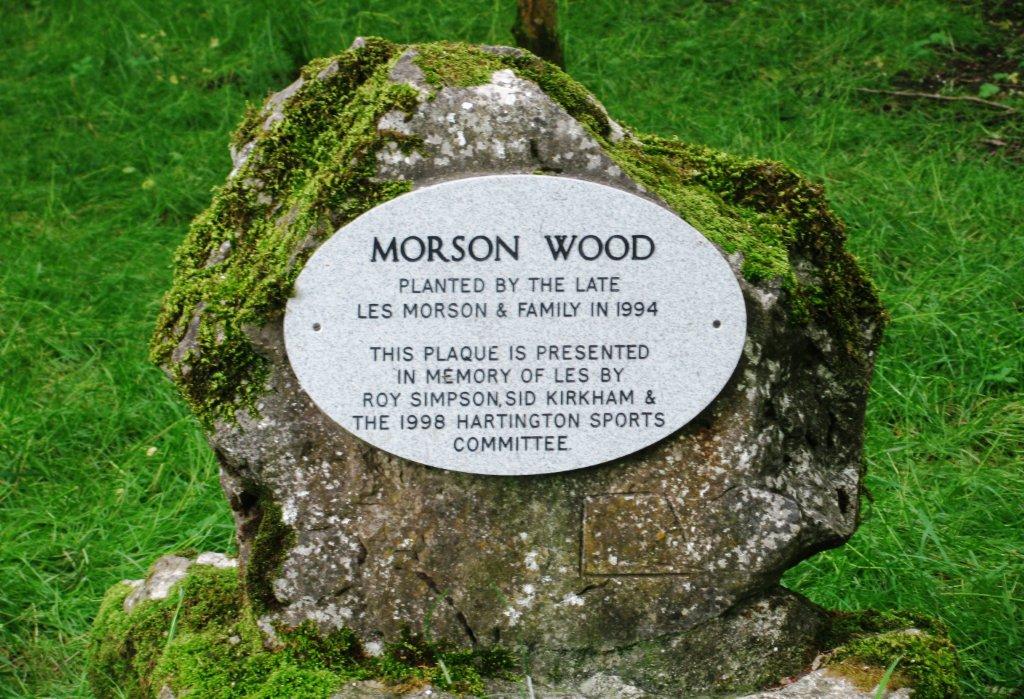 MORSON WOOD
PLANTED BY THE LATE
LES MORSON & FAMILY IN 1994
THIS PLAQUE IS PRESENTED
IN MEMORY OF LES BY
ROY SIMPSON, SID KIRKHAM &
THE 1998 HARTINGTON SPORTS
COMMITTEE.